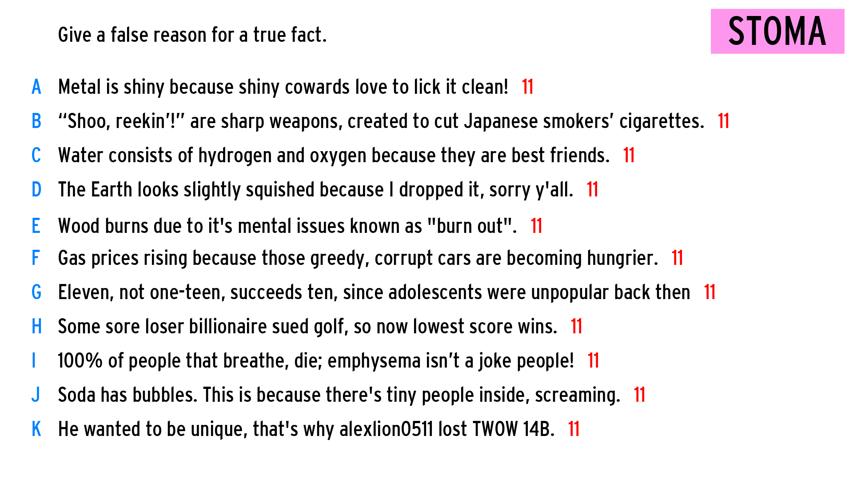 Give a false reason for a true fact.
STOMA
A Metal is shiny because shiny cowards love to lick it clean! 11
B “Shoo, reekin’!” are sharp weapons, created to cut Japanese smokers’ cigarettes. 11
C Water consists of hydrogen and oxygen because they are best friends. 11
D The Earth looks slightly squished because I dropped it, sorry y'all. 11
E Wood burns due to it's mental issues known as "burn out". 11
F Gas prices rising because those greedy, corrupt cars are becoming hungrier. 11
G Eleven, not one-teen, succeeds ten, since adolescents were unpopular back then 11
H Some sore loser billionaire sued golf, so now lowest score wins. 11
I 100% of people that breathe, die; emphysema isn’t a joke people! 11
J Soda has bubbles. This is because there's tiny people inside, screaming. 11
K He wanted to be unique, that's why alexlion0511 lost TWOW 14B. 11